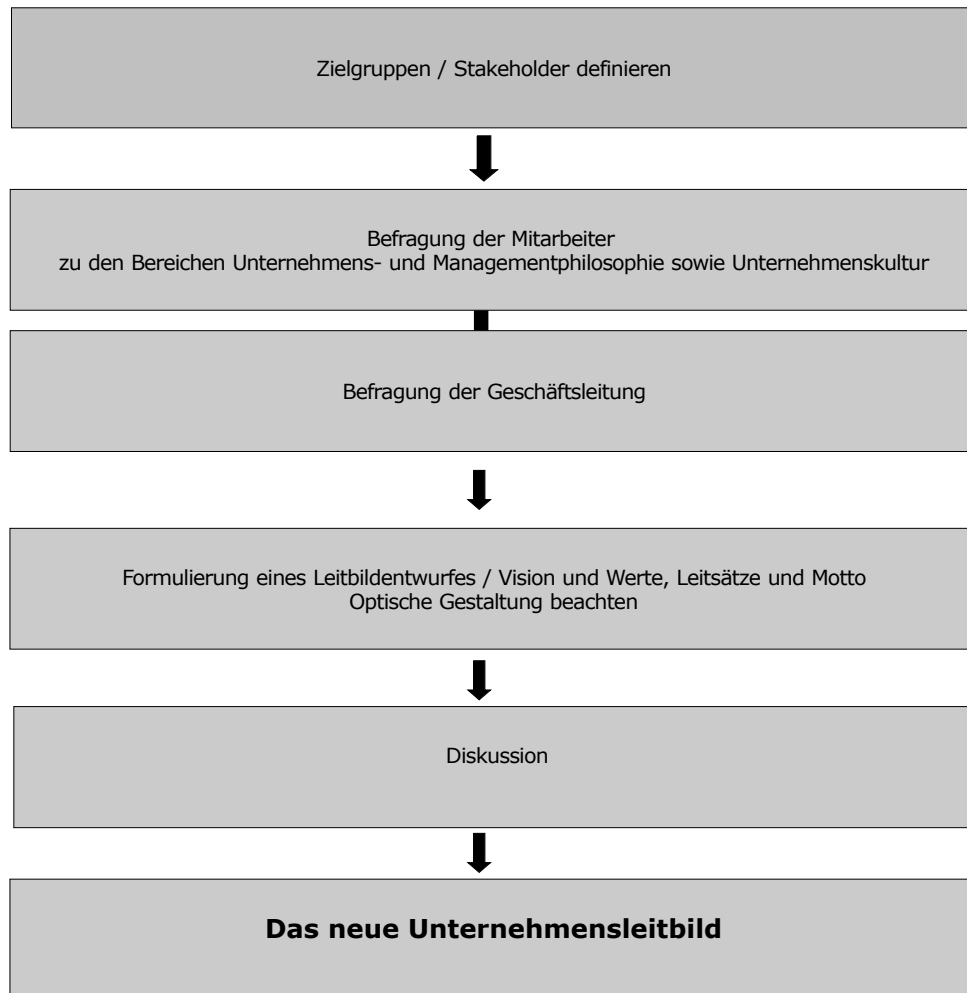 Zielgruppen / Stakeholder definieren
Befragung der Mitarbeiter
zu den Bereichen Unternehmens- und Managementphilosophie sowie Unternehmenskultur
Befragung der Geschäftsleitung
Formulierung eines Leitbildentwurfes / Vision und Werte, Leitsätze und Motto
Optische Gestaltung beachten
Diskussion
Das neue Unternehmensleitbild